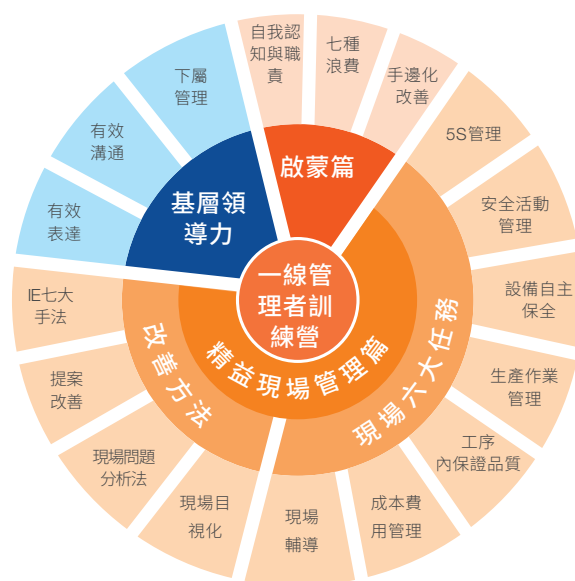 自我認
知與職
責
七種
浪費
手邊化
改善
5S管理
安全活動
管理
設備自主
保全
生產作業
管理
工序
內保證品質
成本費
用管理
現場
輔導
現場目
視化
現場問題
分析法
提案
改善
IE七大
手法
有效
表達
有效
溝通
下屬
管理
啟蒙篇
基層領
導力
一線管
理者訓
練營
精益現場管理篇
改善方法
現場六大任務